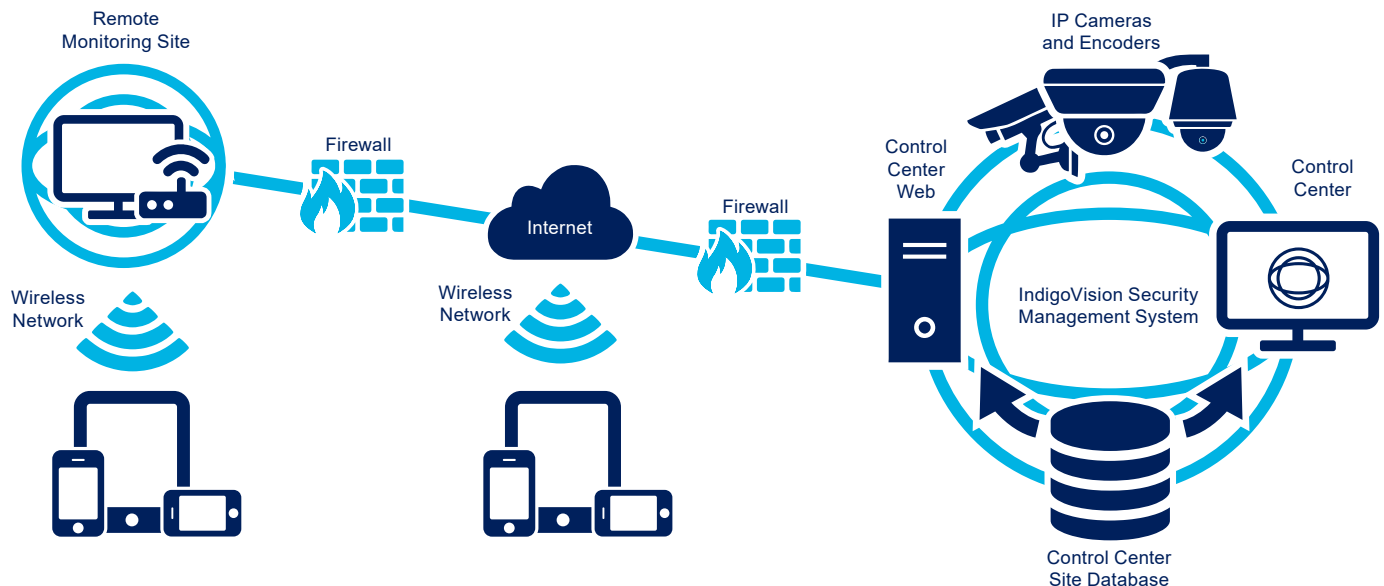 Remote
Monitoring Site
IP Cameras
and Encoders
Firewall
Control
Center
Web
Control
Center
Firewall
Internet
Wireless
Network
Wireless
Network
IndigoVision Security
Management System
Control Center
Site Database